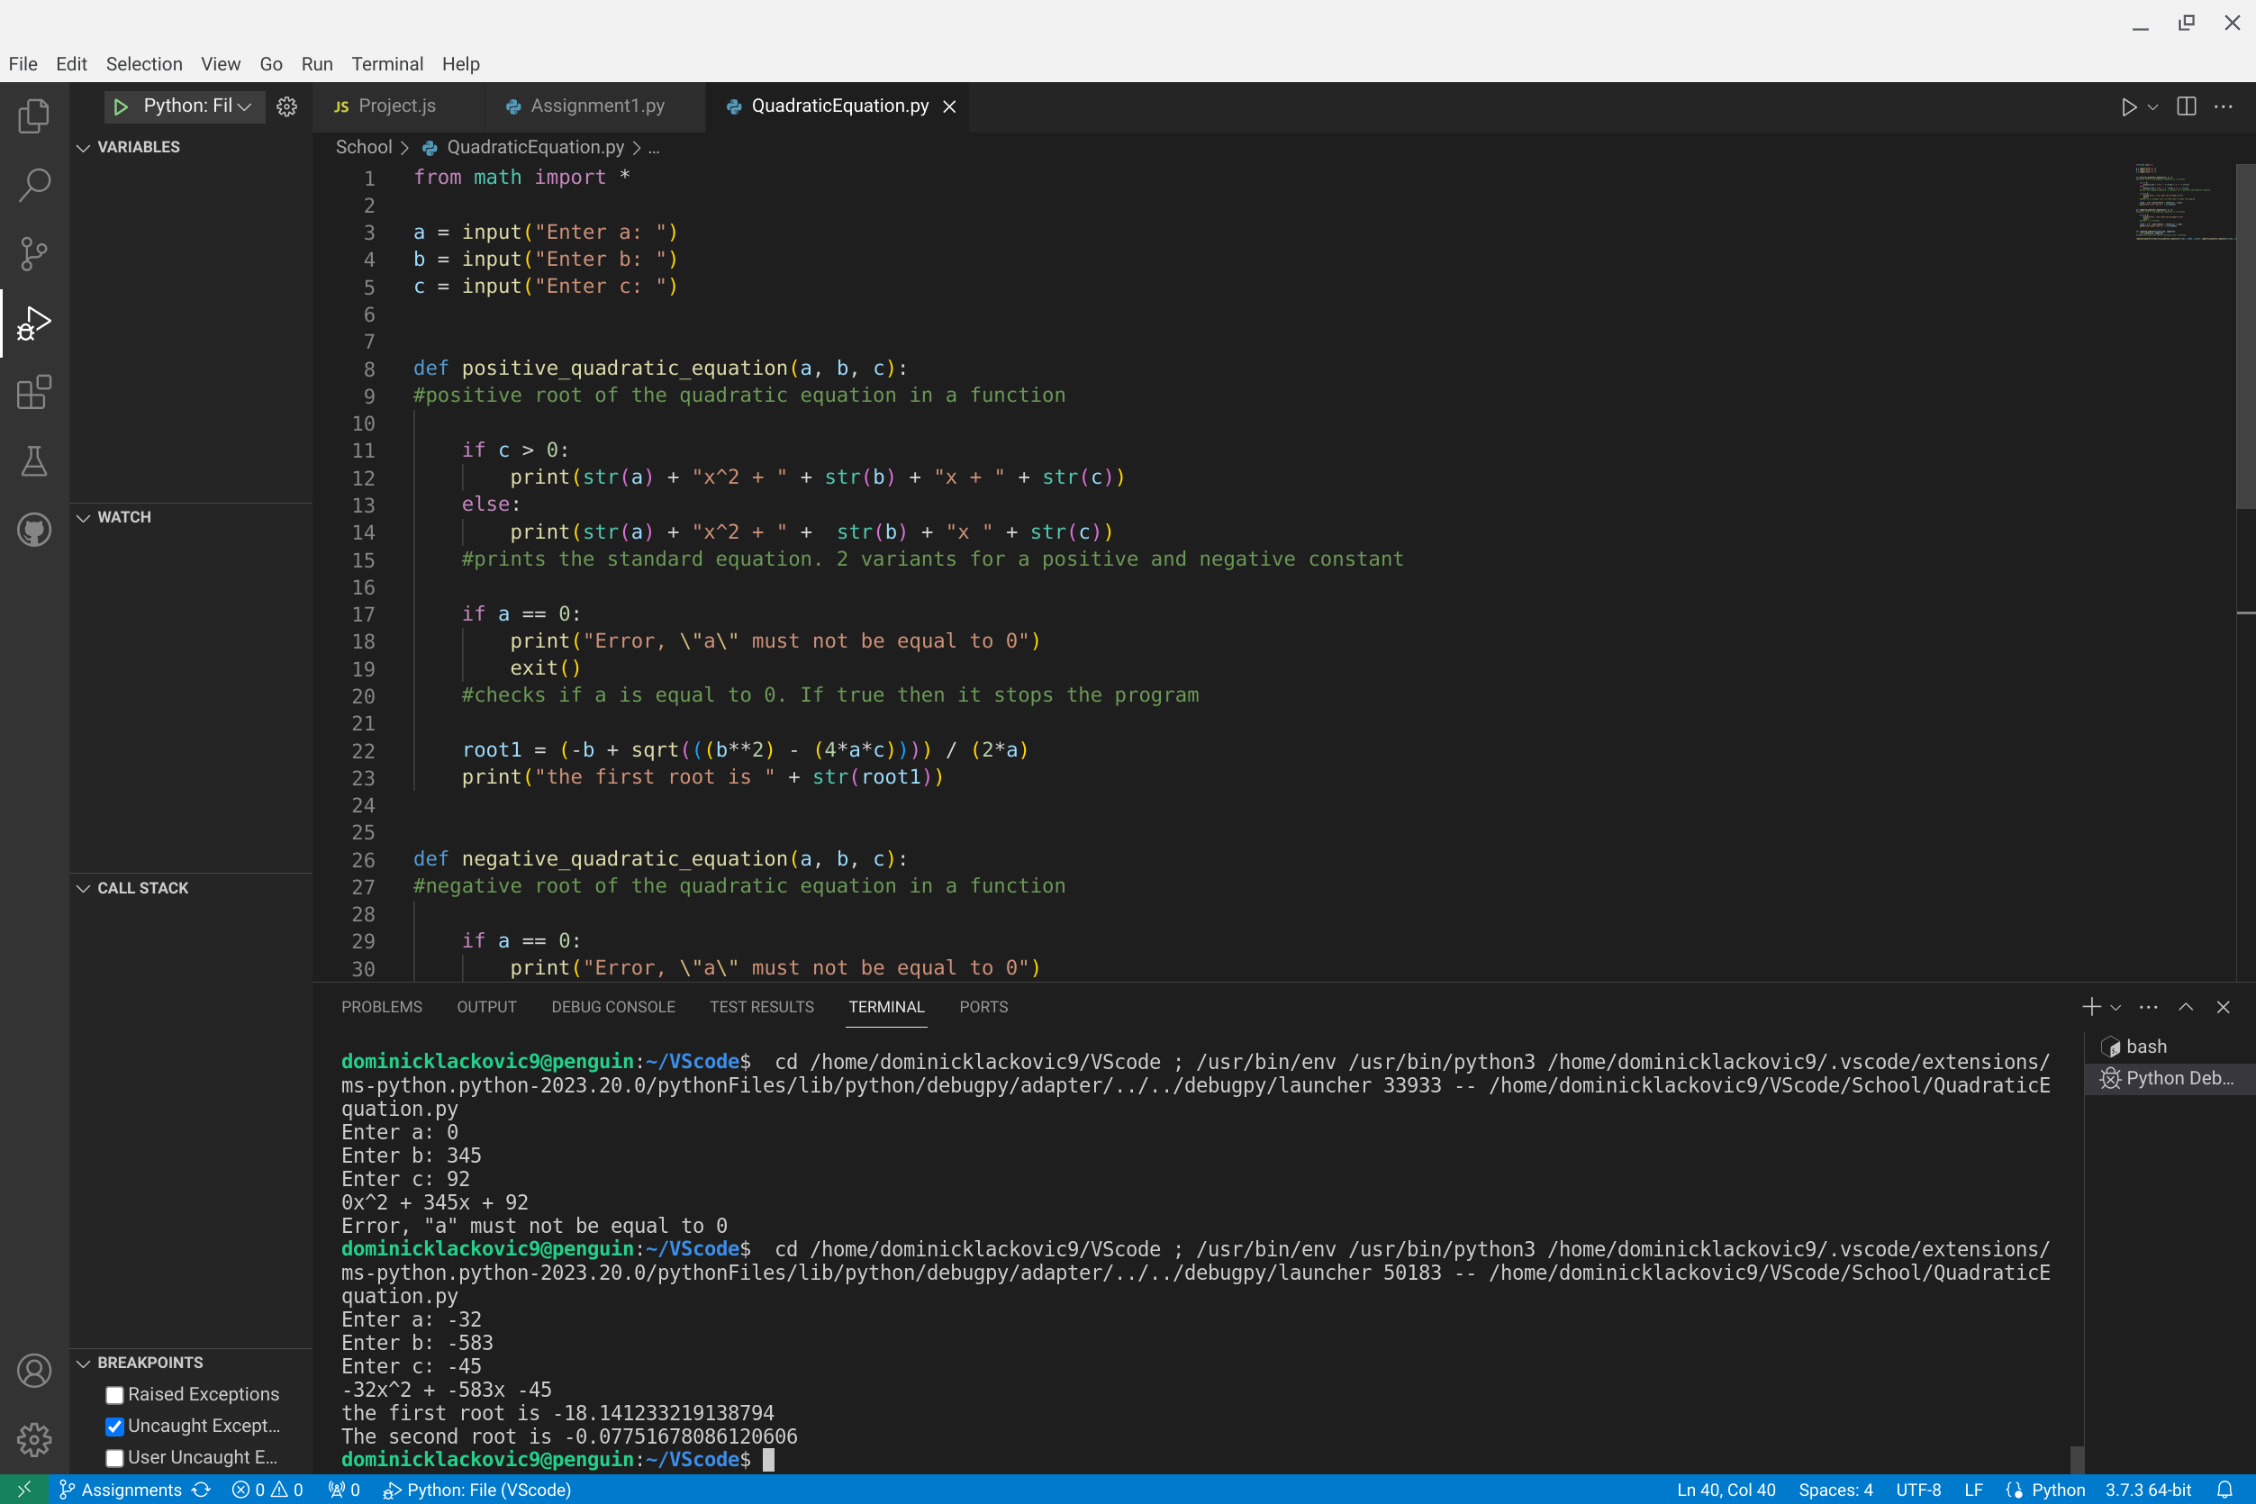 File Edit Selection View Go Run Terminal Help
Python: Fil
JS Project.js
Assignment1.py
QuadraticEquation.py
VARIABLES
School > QuadraticEquation.py > ...
1 from math import *
2
3 a = input("Enter a: ")
4 b = input("Enter b: ")
5 c = input("Enter c: ")
6
7
8 def positive_quadratic_equation(a, b, c):
9 #positive root of the quadratic equation in a function
10
11     if c > 0:
12         print(str(a) + "x^2 + " + str(b) + "x + " + str(c))
13     else:
14         print(str(a) + "x^2 + " +  str(b) + "x " + str(c))
15     #prints the standard equation. 2 variants for a positive and negative constant
16
17     if a == 0:
18         print("Error, \"a\" must not be equal to 0")
19         exit()
20     #checks if a is equal to 0. If true then it stops the program
21
22     root1 = (-b + sqrt(((b**2) - (4*a*c)))) / (2*a)
23     print("the first root is " + str(root1))
24
25
26 def negative_quadratic_equation(a, b, c):
27 #negative root of the quadratic equation in a function
28
29     if a == 0:
30         print("Error, \"a\" must not be equal to 0")
WATCH
CALL STACK
BREAKPOINTS
Raised Exceptions
Uncaught Except...
User Uncaught E...
PROBLEMS OUTPUT DEBUG CONSOLE TEST RESULTS TERMINAL PORTS
dominicklackovic9@penguin:~/VScode$  cd /home/dominicklackovic9/VScode ; /usr/bin/env /usr/bin/python3 /home/dominicklackovic9/.vscode/extensions/
ms-python.python-2023.20.0/pythonFiles/lib/python/debugpy/adapter/../../debugpy/launcher 33933 -- /home/dominicklackovic9/VScode/School/QuadraticE
quation.py
Enter a: 0
Enter b: 345
Enter c: 92
0x^2 + 345x + 92
Error, "a" must not be equal to 0
dominicklackovic9@penguin:~/VScode$  cd /home/dominicklackovic9/VScode ; /usr/bin/env /usr/bin/python3 /home/dominicklackovic9/.vscode/extensions/
ms-python.python-2023.20.0/pythonFiles/lib/python/debugpy/adapter/../../debugpy/launcher 50183 -- /home/dominicklackovic9/VScode/School/QuadraticE
quation.py
Enter a: -32
Enter b: -583
Enter c: -45
-32x^2 + -583x -45
the first root is -18.141233219138794
The second root is -0.07751678086120606
dominicklackovic9@penguin:~/VScode$
bash
Python Deb...
Assignments 0 0 0 Python: File (VScode) Ln 40, Col 40 Spaces: 4 UTF-8 LF Python 3.7.3 64-bit